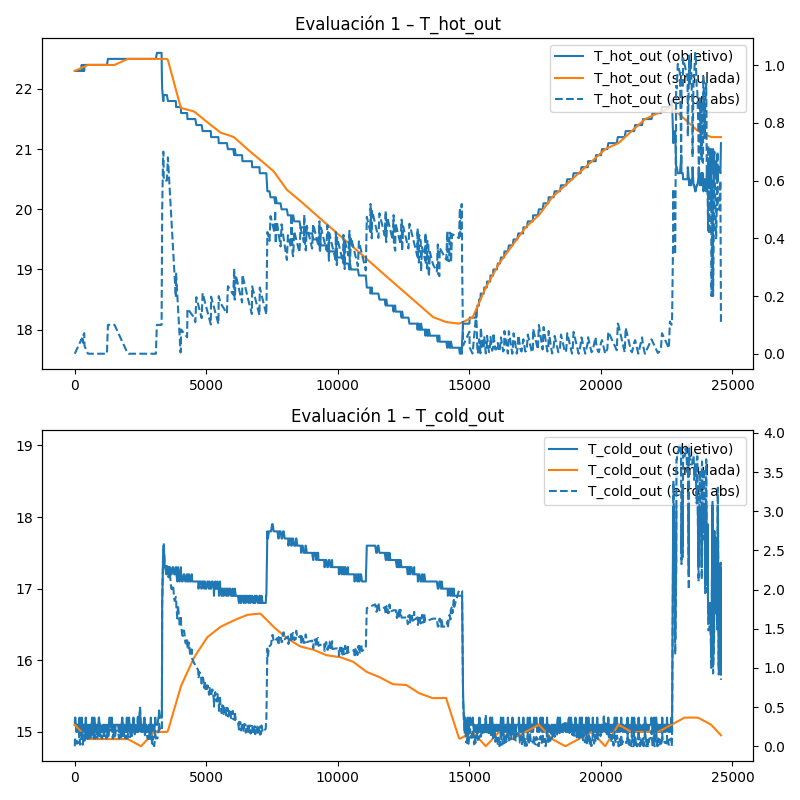 Evaluación 1 – T_hot_out
T_hot_out (objetivo)
T_hot_out (simulada)
T_hot_out (error abs)
22
21
20
19
18
1.0
0.8
0.6
0.4
0.2
0.0
0 5000 10000 15000 20000 25000
Evaluación 1 – T_cold_out
T_cold_out (objetivo)
T_cold_out (simulada)
T_cold_out (error abs)
19
18
17
16
15
4.0
3.5
3.0
2.5
2.0
1.5
1.0
0.5
0.0
0 5000 10000 15000 20000 25000